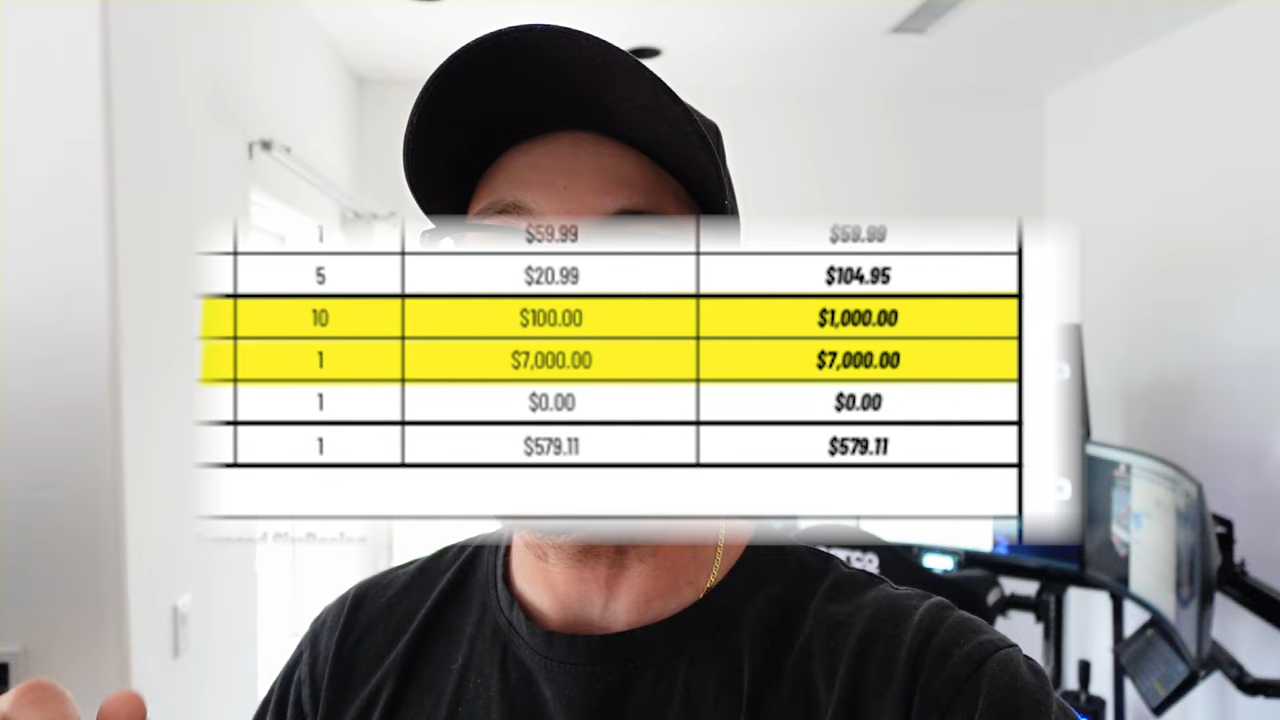 1 $59.99 $59.99
5 $20.99 $104.95
10 $100.00 $1,000.00
1 $7,000.00 $7,000.00
1 $0.00 $0.00
1 $579.11 $579.11